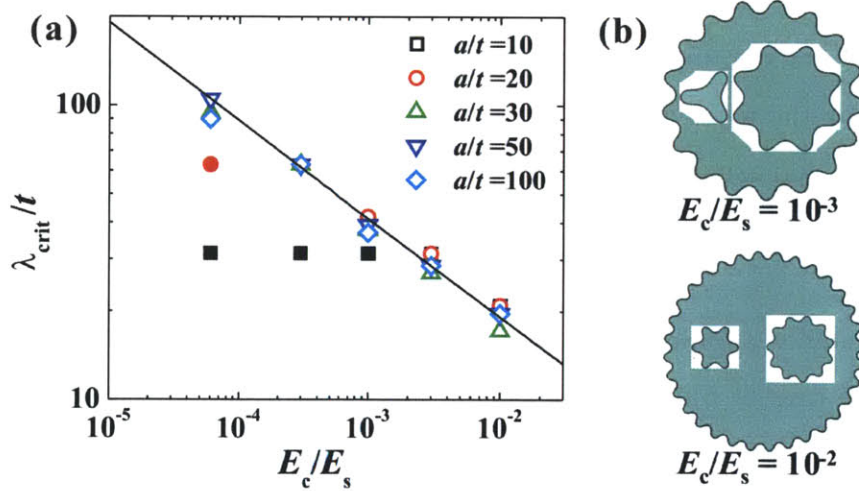 (a)
a/t =10
a/t =20
a/t =30
a/t =50
a/t =100
100
10
λcrit/t
10⁻⁵ 10⁻⁴ 10⁻³ 10⁻²
Ec/Es
(b)
Ec/Es = 10⁻³
Ec/Es = 10⁻²